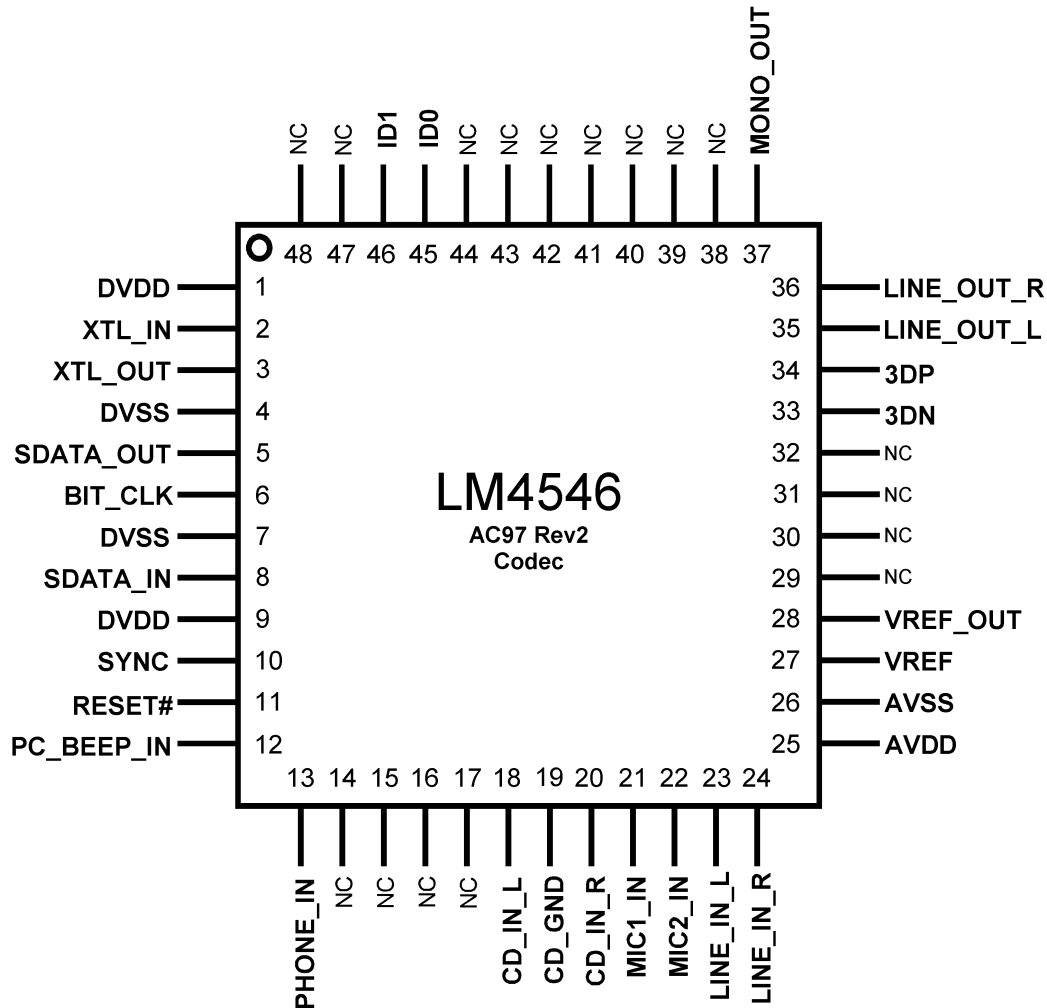 MONO_OUT
NC NC ID1 ID0 NC NC NC NC NC NC NC
48 47 46 45 44 43 42 41 40 39 38 37
DVDD 1 36 LINE_OUT_R
XTL_IN 2 35 LINE_OUT_L
XTL_OUT 3 34 3DP
DVSS 4 33 3DN
SDATA_OUT 5 32 NC
BIT_CLK 6 31 NC
LM4546
AC97 Rev2
Codec
DVSS 7 30 NC
SDATA_IN 8 29 NC
DVDD 9 28 VREF_OUT
SYNC 10 27 VREF
RESET# 11 26 AVSS
PC_BEEP_IN 12 25 AVDD
13 14 15 16 17 18 19 20 21 22 23 24
PHONE_IN NC NC NC NC CD_IN_L CD_GND CD_IN_R MIC1_IN MIC2_IN LINE_IN_L LINE_IN_R